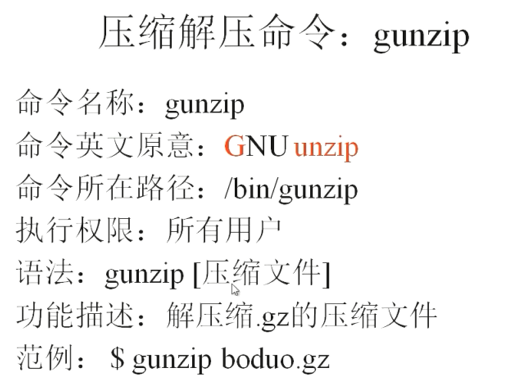 压缩解压命令：gunzip
命令名称：gunzip
命令英文原意：GNU unzip
命令所在路径：/bin/gunzip
执行权限：所有用户
语法：gunzip [压缩文件]
功能描述：解压缩.gz的压缩文件
范例： $ gunzip boduo.gz